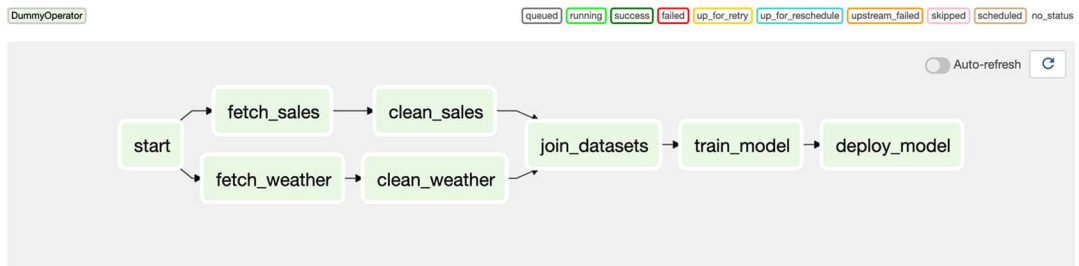 DummyOperator queued running success failed up_for_retry up_for_reschedule upstream_failed skipped scheduled no_status
Auto-refresh
fetch_sales clean_sales
start join_datasets train_model deploy_model
fetch_weather clean_weather